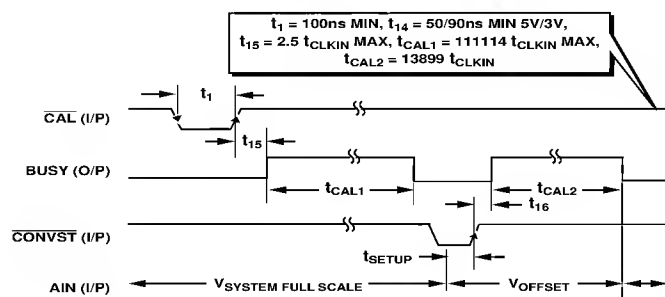 t1 = 100ns MIN, t14 = 50/90ns MIN 5V/3V,
t15 = 2.5 tCLKIN MAX, tCAL1 = 111114 tCLKIN MAX,
tCAL2 = 13899 tCLKIN
t1
CAL (I/P)
t15
BUSY (O/P)
tCAL1
tCAL2
t16
CONVST (I/P)
tSETUP
AIN (I/P)
VSYSTEM FULL SCALE
VOFFSET